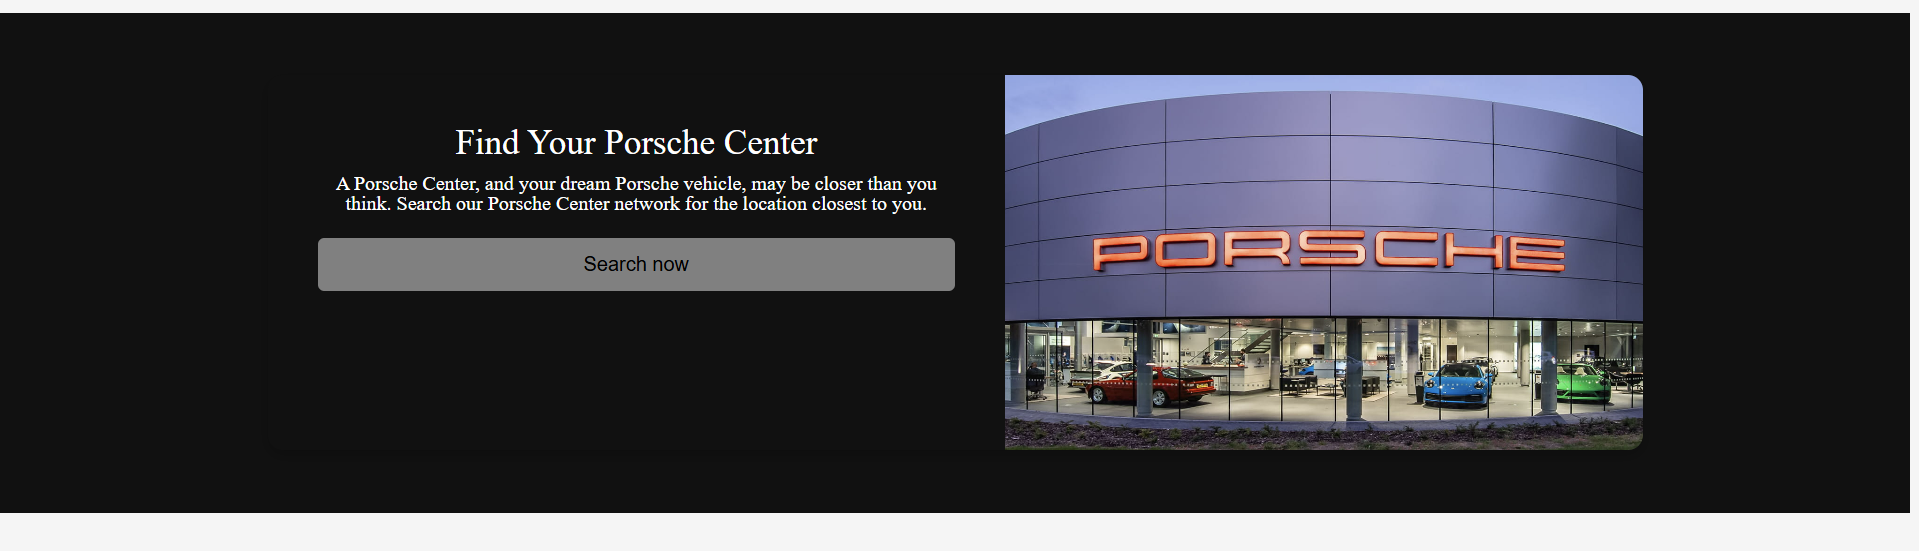 Find Your Porsche Center
A Porsche Center, and your dream Porsche vehicle, may be closer than you
think. Search our Porsche Center network for the location closest to you.
Search now
PORSCHE